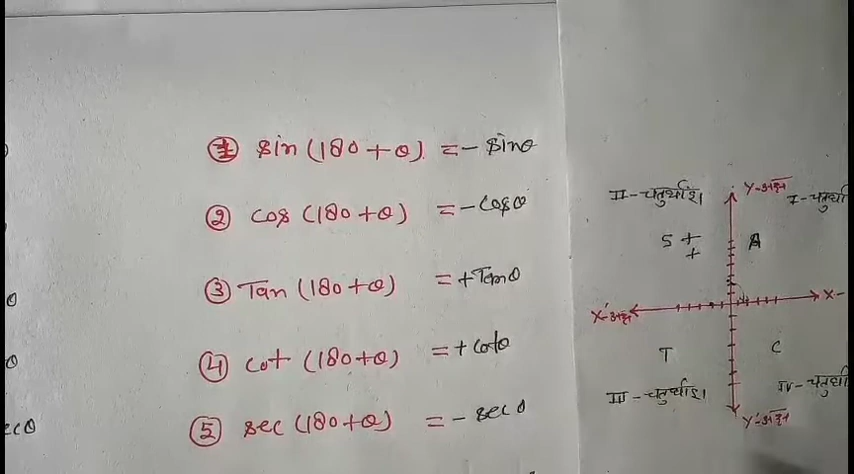 ① sin (180+θ) = - sinθ
② cos (180+θ) = - cosθ
③ Tan (180+θ) = + Tanθ
④ cot (180+θ) = + cotθ
⑤ sec (180+θ) = - secθ
θ
θ
ecθ
Y-अक्ष
II-चतुर्थांश I-चतुर्थां
S + A
+
X'-अक्ष X-
T C
III-चतुर्थांश IV-चतुर्थां
Y'-अक्ष